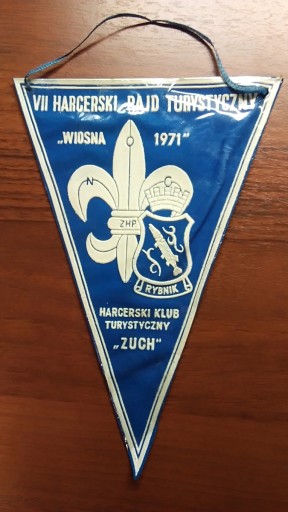 VII HARCERSKI RAJD TURYSTYCZNY
„WIOSNA 1971"
O
N C
ZHP
RYBNIK
HARCERSKI KLUB
TURYSTYCZNY
„ZUCH"